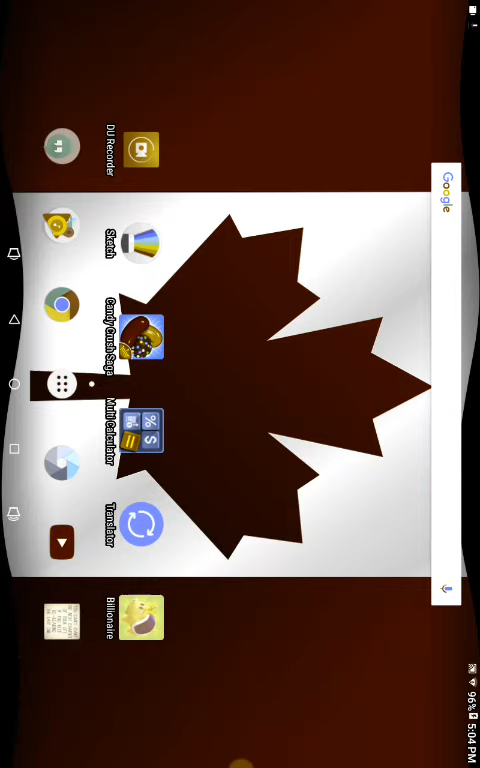 96% 5:04 PM
Google
DU Recorder
Sketch
Candy Crush Saga
Multi Calculator
Translator
Billionaire
% $
=